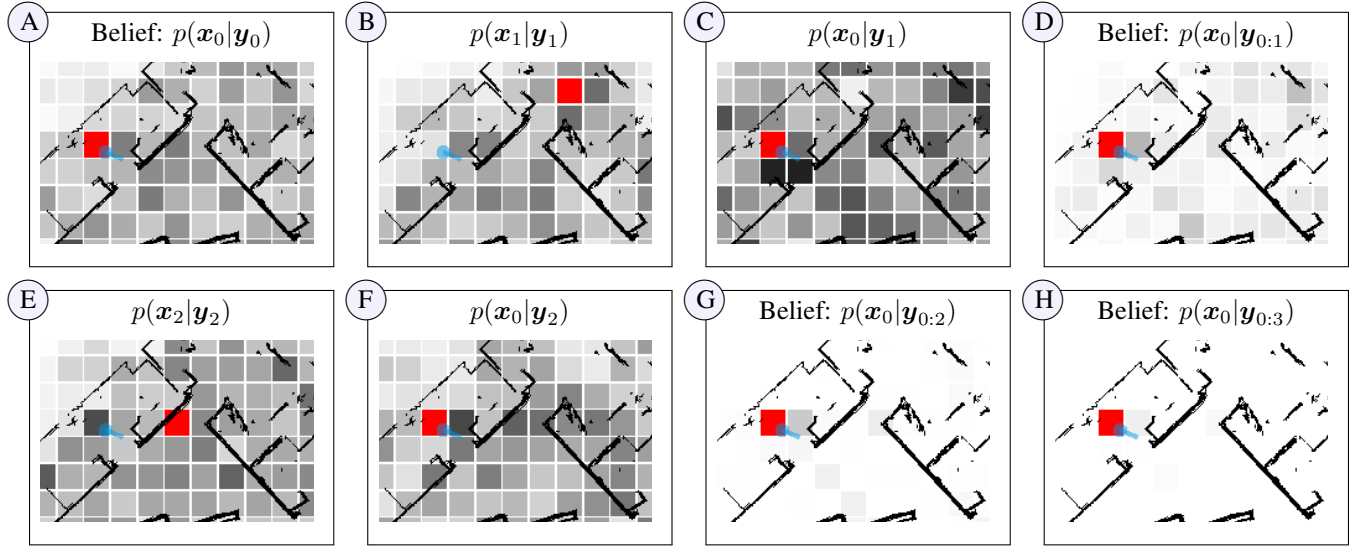 A
Belief: p(x₀|y₀)
B
p(x₁|y₁)
C
p(x₀|y₁)
D
Belief: p(x₀|y₀:₁)
E
p(x₂|y₂)
F
p(x₀|y₂)
G
Belief: p(x₀|y₀:₂)
H
Belief: p(x₀|y₀:₃)